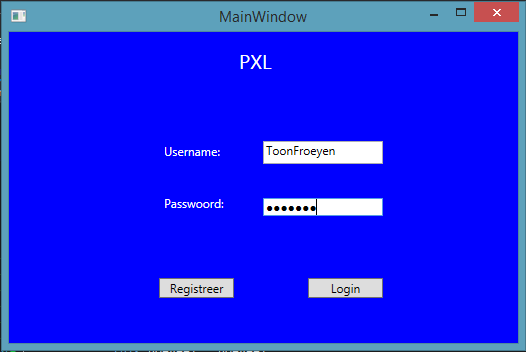 MainWindow
PXL
Username: ToonFroeyen
Passwoord: ●●●●●●●
Registreer Login